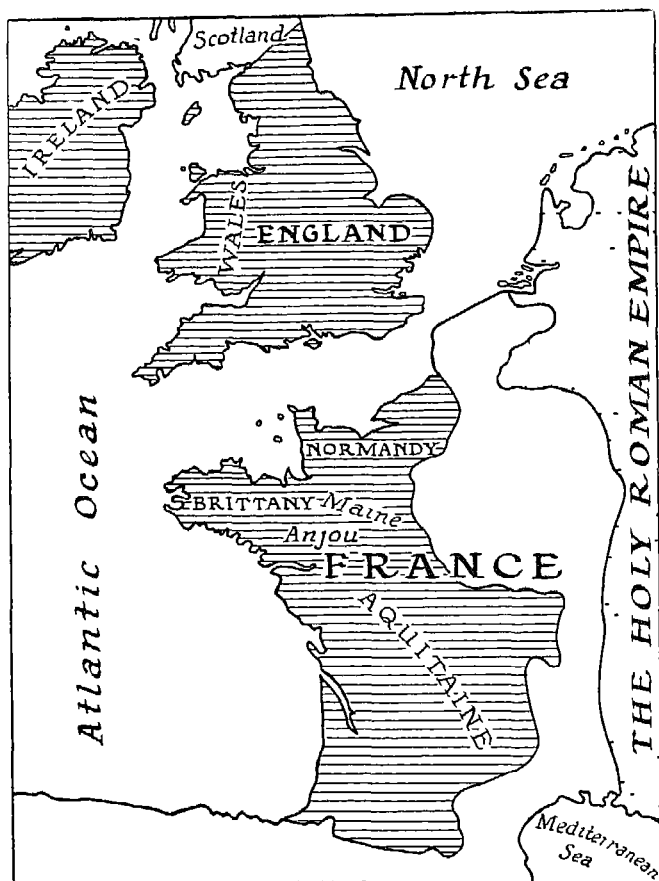 Scotland
North Sea
IRELAND
WALES
ENGLAND
THE HOLY ROMAN EMPIRE
Atlantic Ocean
NORMANDY
BRITTANY
Maine
Anjou
FRANCE
AQUITAINE
Mediterranean
Sea